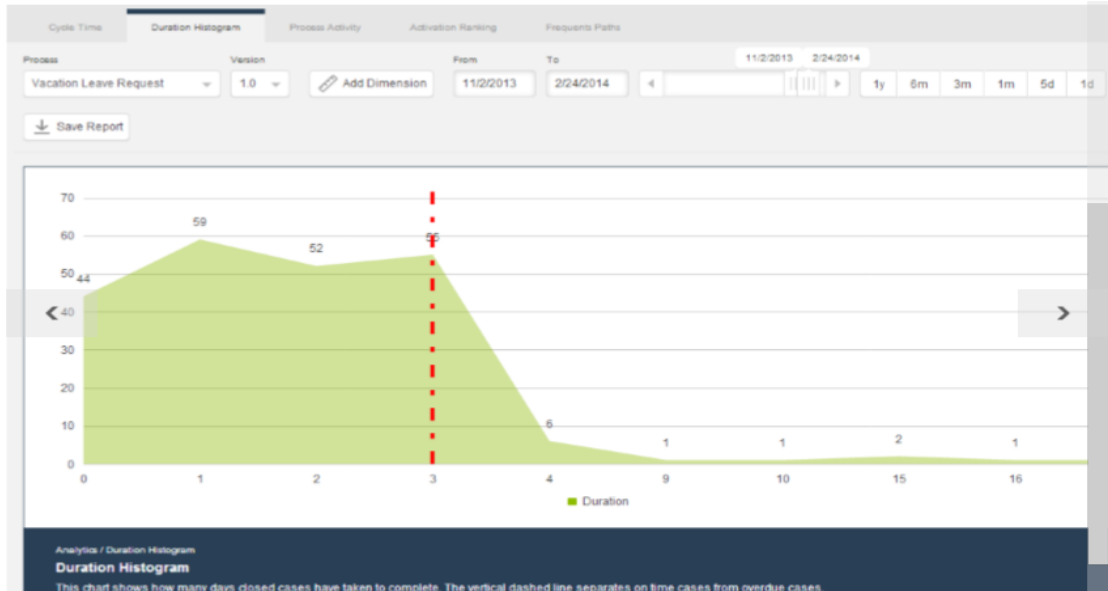 Cycle Time Duration Histogram Process Activity Activation Ranking Frequents Paths
Process Version From To 11/2/2013 2/24/2014
Vacation Leave Request 1.0 Add Dimension 11/2/2013 2/24/2014 1y 6m 3m 1m 5d 1d
Save Report
70
59
60
55
52
50
44
40
30
20
10
6
1 1 2 1
0
0 1 2 3 4 9 10 15 16
Duration
Analytics / Duration Histogram
Duration Histogram
This chart shows how many days closed cases have taken to complete. The vertical dashed line separates on time cases from overdue cases.